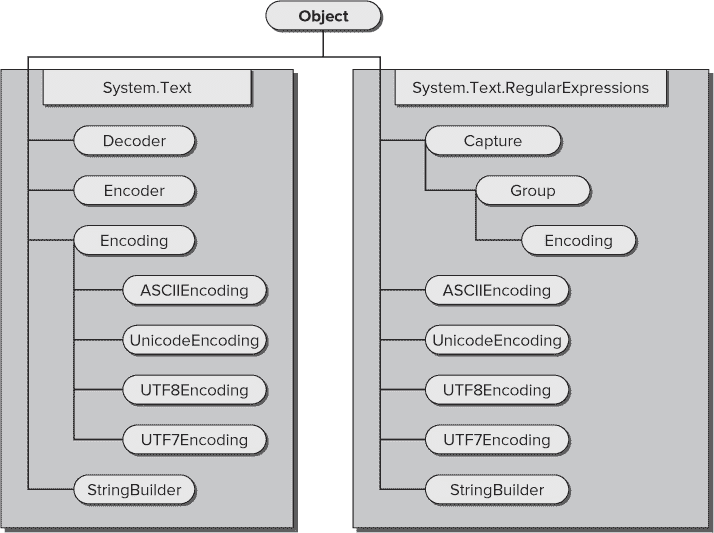 Object
System.Text
Decoder
Encoder
Encoding
ASCIIEncoding
UnicodeEncoding
UTF8Encoding
UTF7Encoding
StringBuilder
System.Text.RegularExpressions
Capture
Group
Encoding
ASCIIEncoding
UnicodeEncoding
UTF8Encoding
UTF7Encoding
StringBuilder